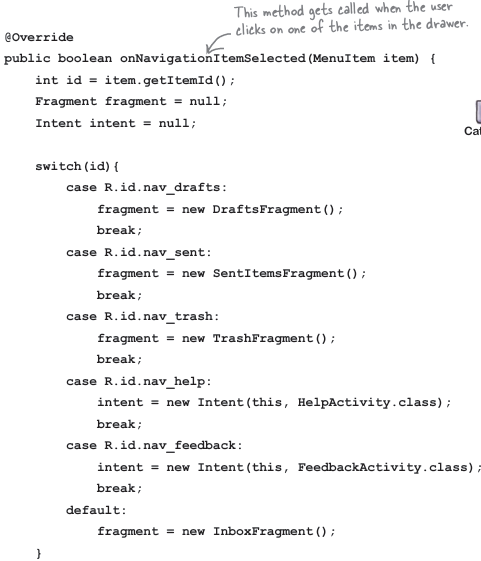 This method gets called when the user
clicks on one of the items in the drawer.
@Override
public boolean onNavigationItemSelected(MenuItem item) {
    int id = item.getItemId();
    Fragment fragment = null;
    Intent intent = null;
    switch(id){
        case R.id.nav_drafts:
            fragment = new DraftsFragment();
            break;
        case R.id.nav_sent:
            fragment = new SentItemsFragment();
            break;
        case R.id.nav_trash:
            fragment = new TrashFragment();
            break;
        case R.id.nav_help:
            intent = new Intent(this, HelpActivity.class);
            break;
        case R.id.nav_feedback:
            intent = new Intent(this, FeedbackActivity.class);
            break;
        default:
            fragment = new InboxFragment();
    }